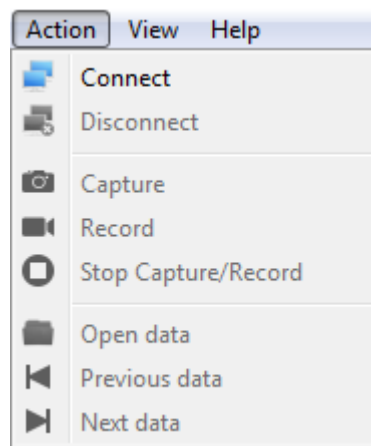 Action View Help
Connect
Disconnect
Capture
Record
Stop Capture/Record
Open data
Previous data
Next data